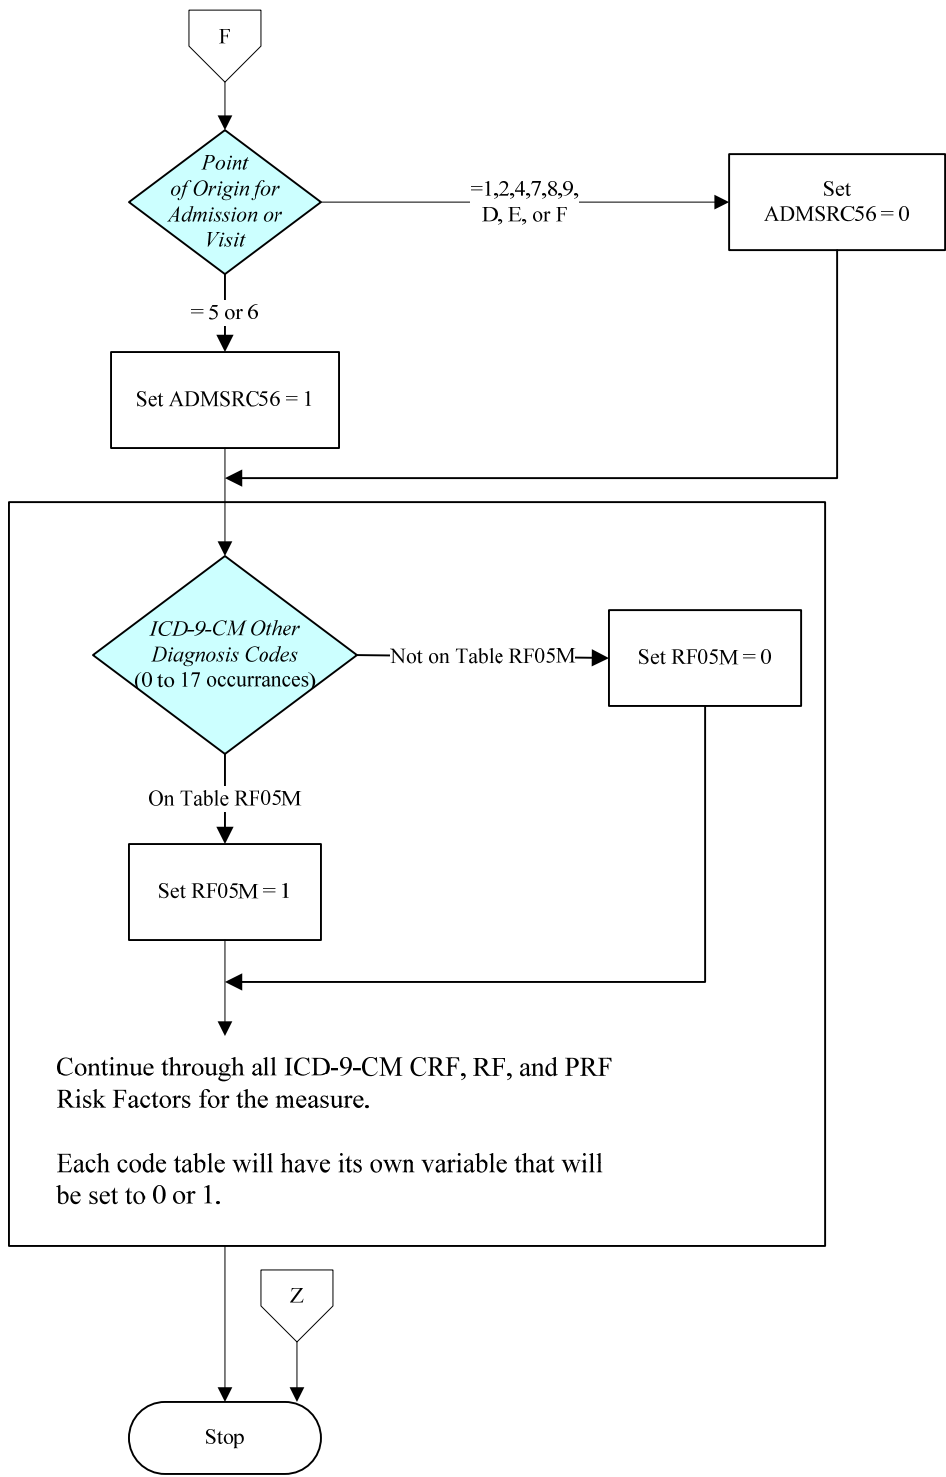 F
Point
of Origin for
Admission or
Visit
=1,2,4,7,8,9,
D, E, or F
Set
ADMSRC56 = 0
= 5 or 6
Set ADMSRC56 = 1
ICD-9-CM Other
Diagnosis Codes
(0 to 17 occurrances)
Not on Table RF05M
Set RF05M = 0
On Table RF05M
Set RF05M = 1
Continue through all ICD-9-CM CRF, RF, and PRF
Risk Factors for the measure.
Each code table will have its own variable that will
be set to 0 or 1.
Z
Stop